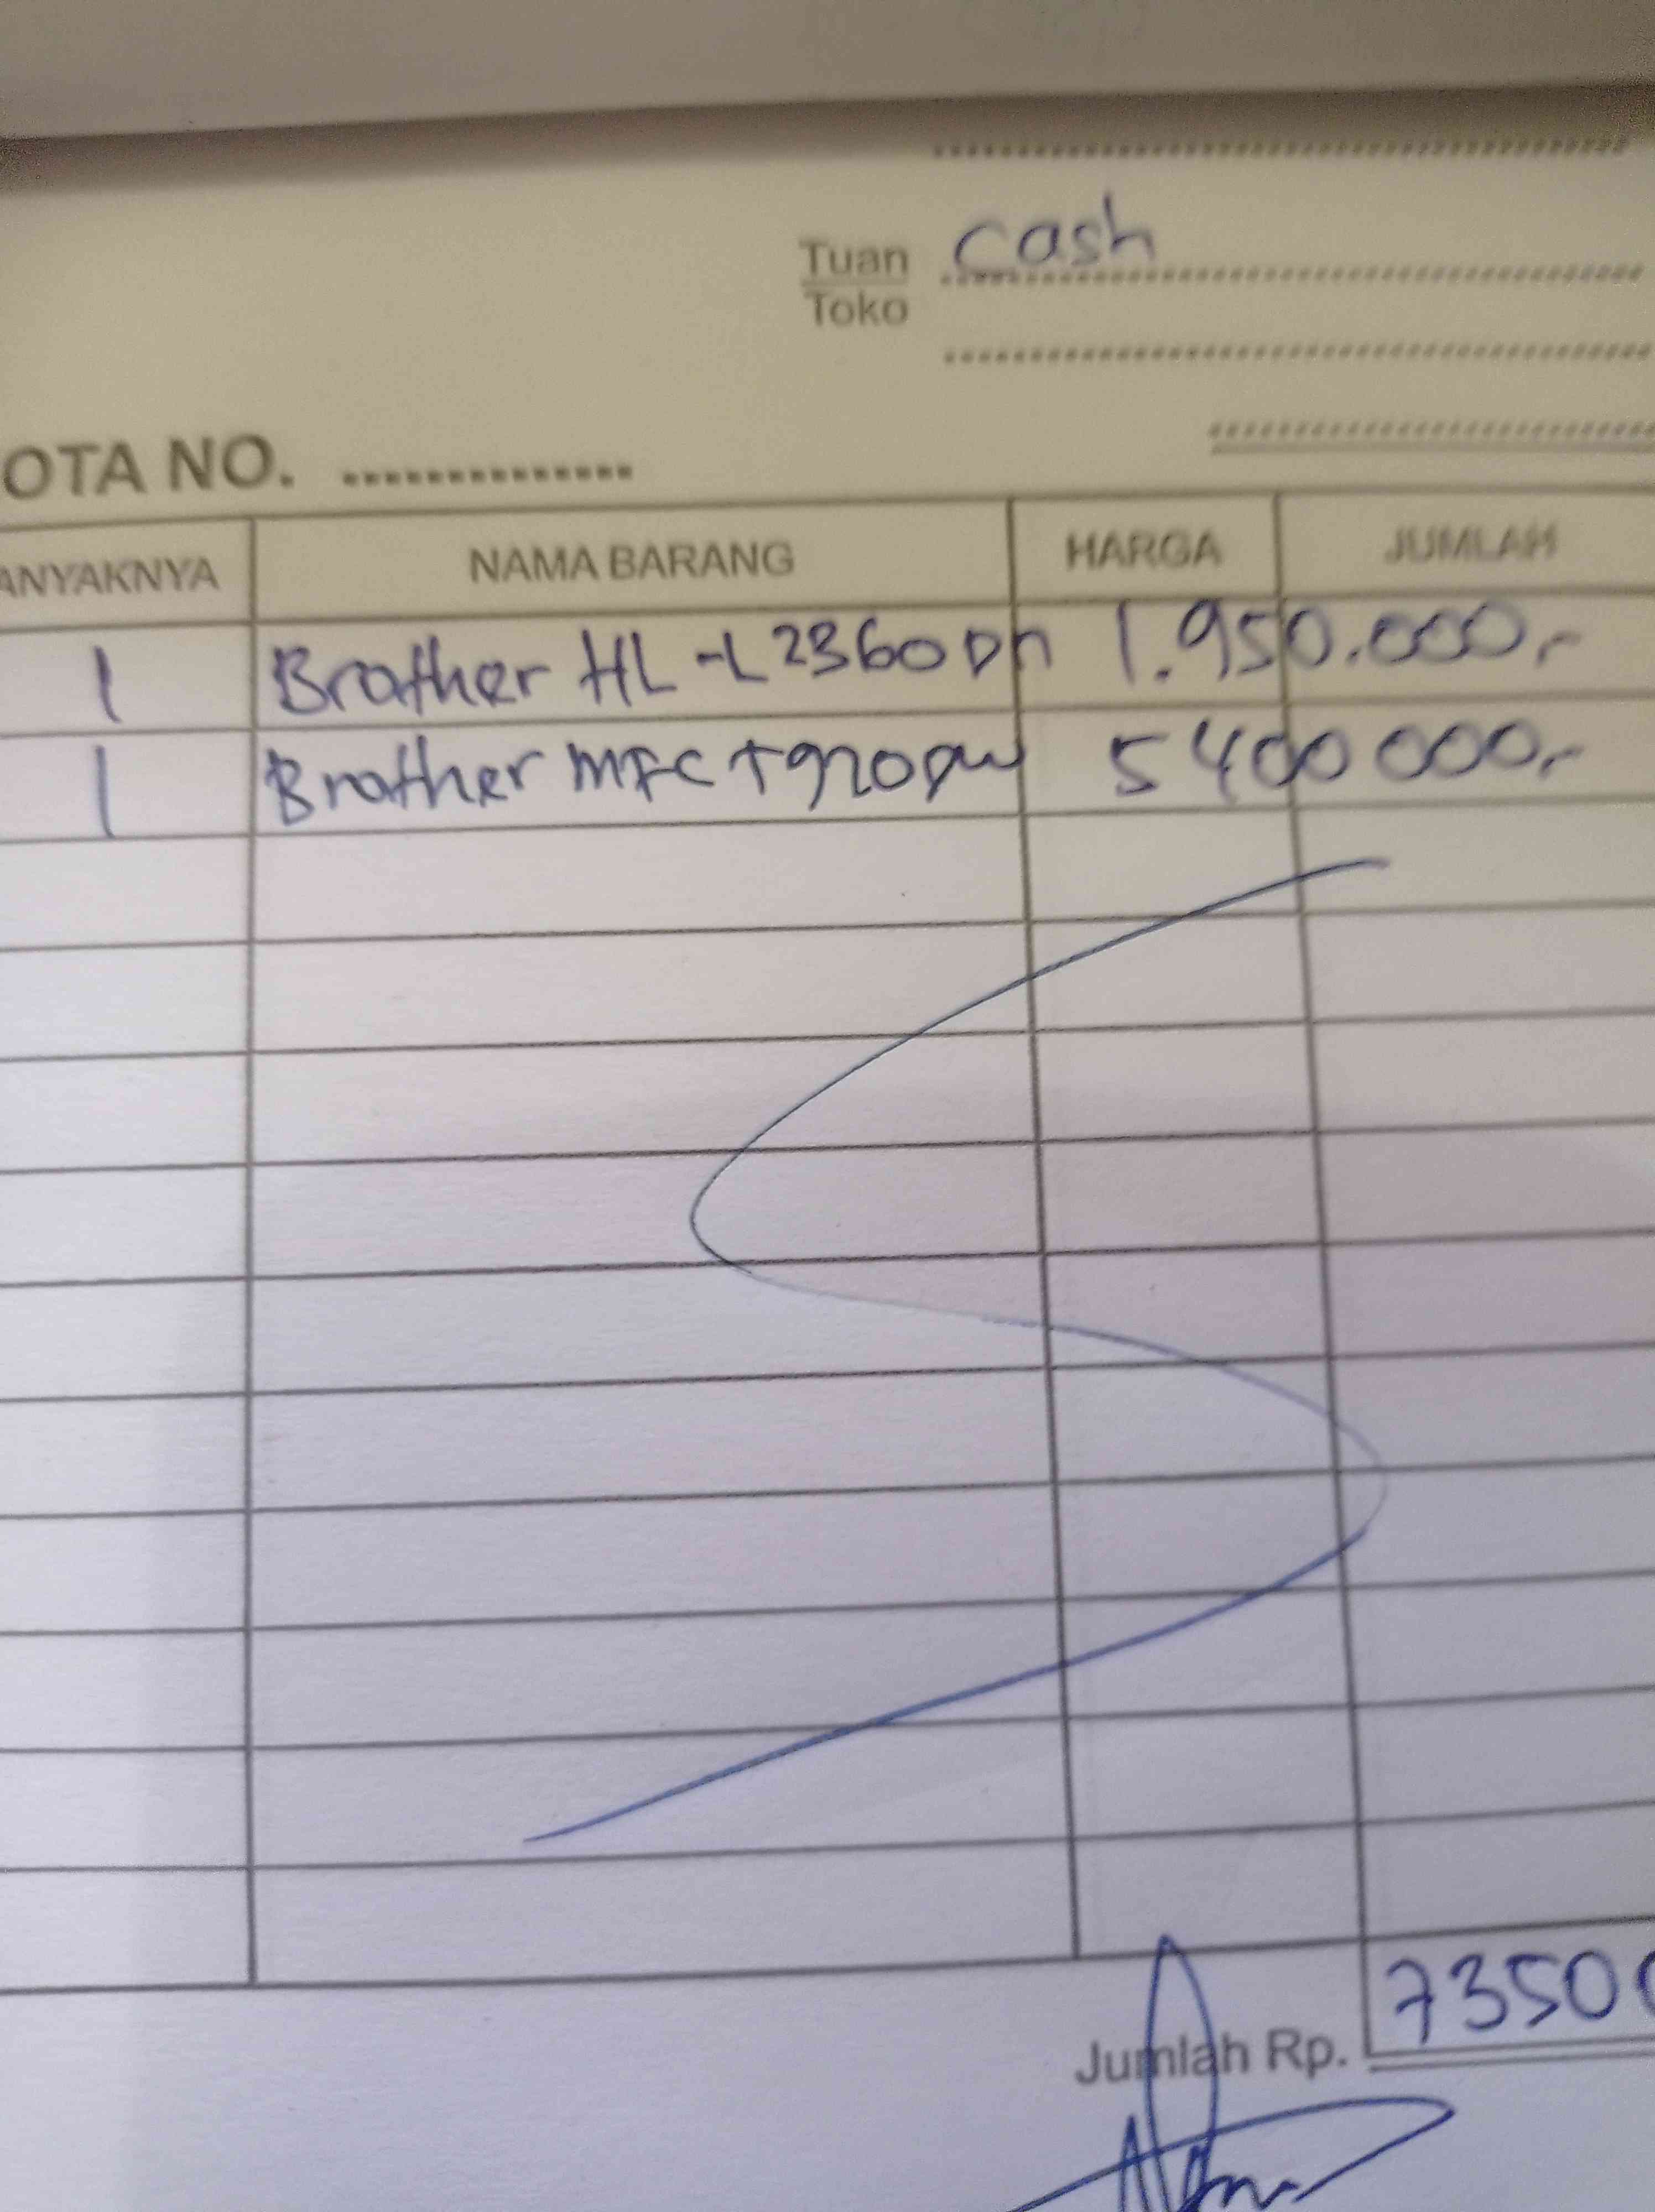 Tuan cash
Toko
OTA NO. ..............
ANYAKNYA NAMA BARANG HARGA JUMLAH
1 Brother HL-L2360Dn 1.950.000,-
1 Brother MFC T920DW 5400000,-
Jumlah Rp. 73500